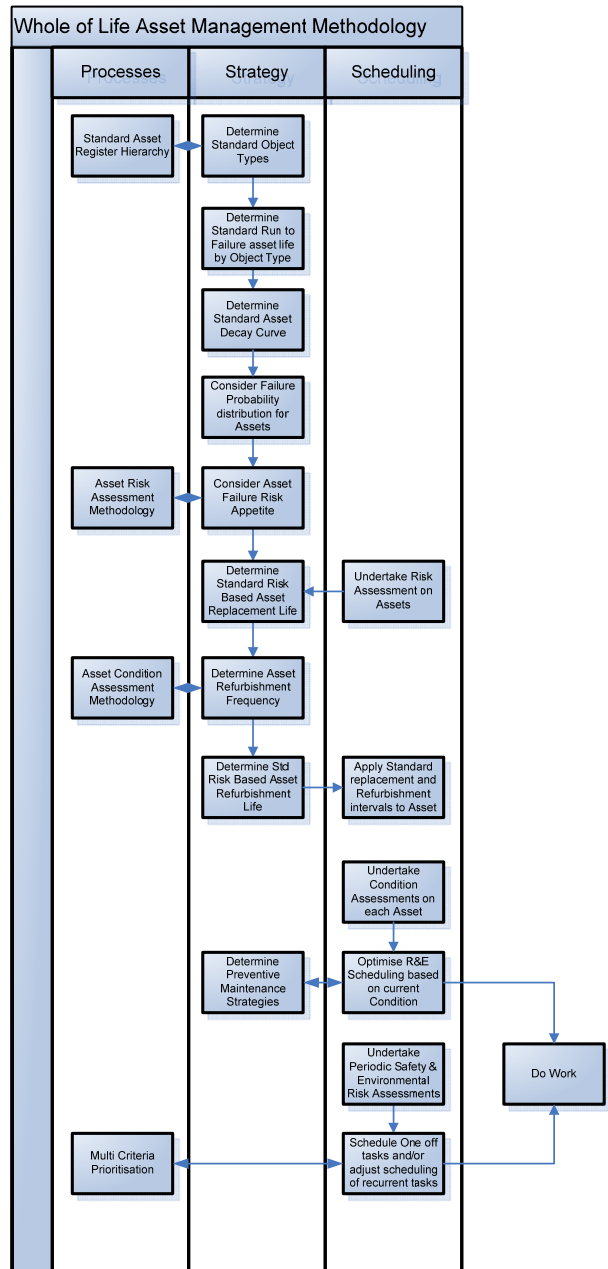 Whole of Life Asset Management Methodology
Processes
Strategy
Scheduling
Standard Asset
Register Hierarchy
Determine
Standard Object
Types
Determine
Standard Run to
Failure asset life
by Object Type
Determine
Standard Asset
Decay Curve
Consider Failure
Probability
distribution for
Assets
Asset Risk
Assessment
Methodology
Consider Asset
Failure Risk
Appetite
Determine
Standard Risk
Based Asset
Replacement Life
Undertake Risk
Assessment on
Assets
Asset Condition
Assessment
Methodology
Determine Asset
Refurbishment
Frequency
Determine Std
Risk Based Asset
Refurbishment
Life
Apply Standard
replacement and
Refurbishment
intervals to Asset
Undertake
Condition
Assessments on
each Asset
Determine
Preventive
Maintenance
Strategies
Optimise R&E
Scheduling based
on current
Condition
Undertake
Periodic Safety &
Environmental
Risk Assessments
Do Work
Multi Criteria
Prioritisation
Schedule One off
tasks and/or
adjust scheduling
of recurrent tasks